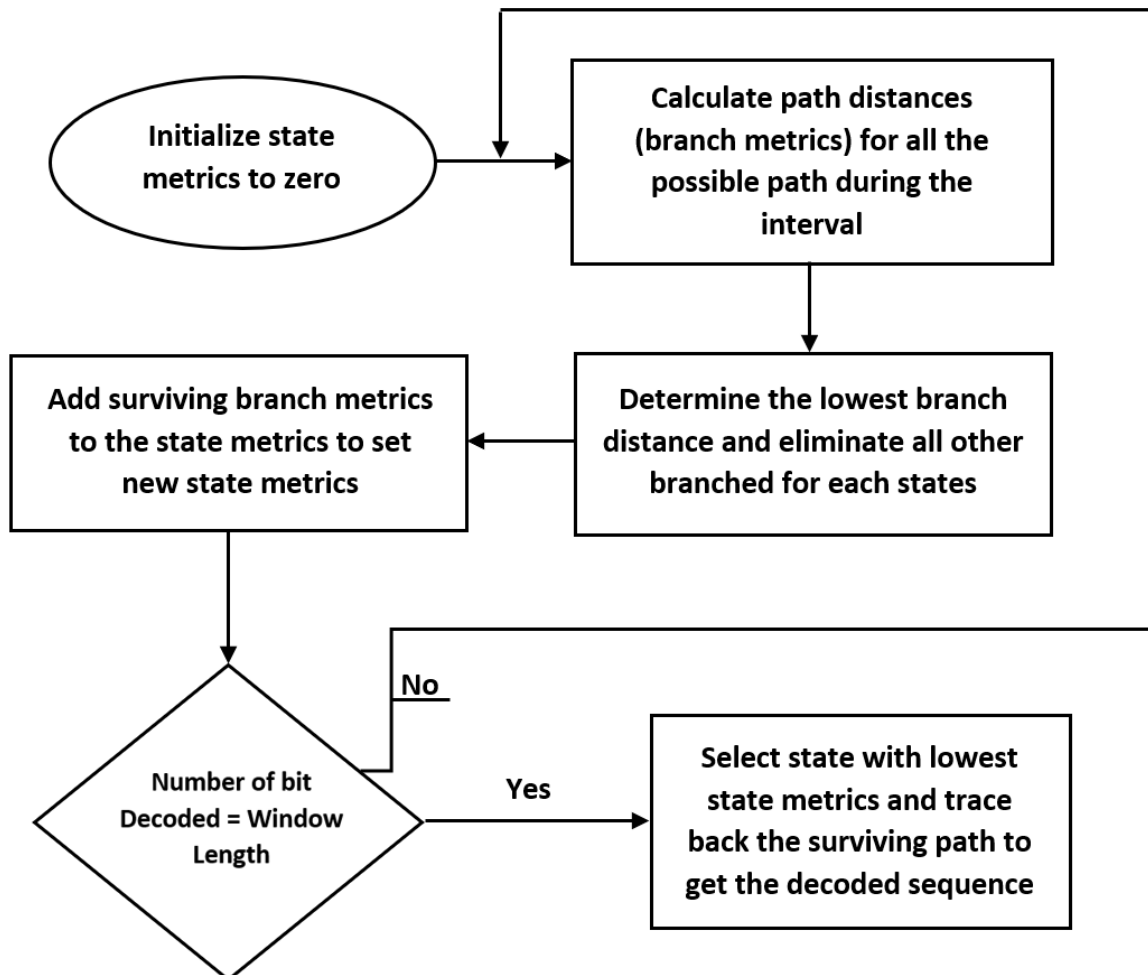 Initialize state
metrics to zero
Calculate path distances
(branch metrics) for all the
possible path during the
interval
Determine the lowest branch
distance and eliminate all other
branched for each states
Add surviving branch metrics
to the state metrics to set
new state metrics
Number of bit
Decoded = Window
Length
No
Yes
Select state with lowest
state metrics and trace
back the surviving path to
get the decoded sequence